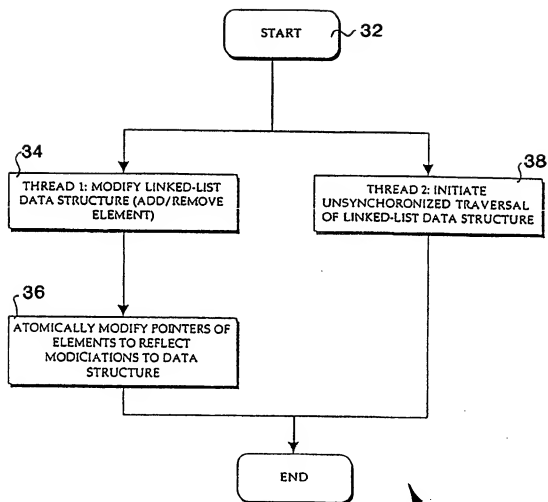 START
32
34
THREAD 1: MODIFY LINKED-LIST
DATA STRUCTURE (ADD/REMOVE
ELEMENT)
38
THREAD 2: INITIATE
UNSYNCHORONIZED TRAVERSAL
OF LINKED-LIST DATA STRUCTURE
36
ATOMICALLY MODIFY POINTERS OF
ELEMENTS TO REFLECT
MODICIATIONS TO DATA
STRUCTURE
END